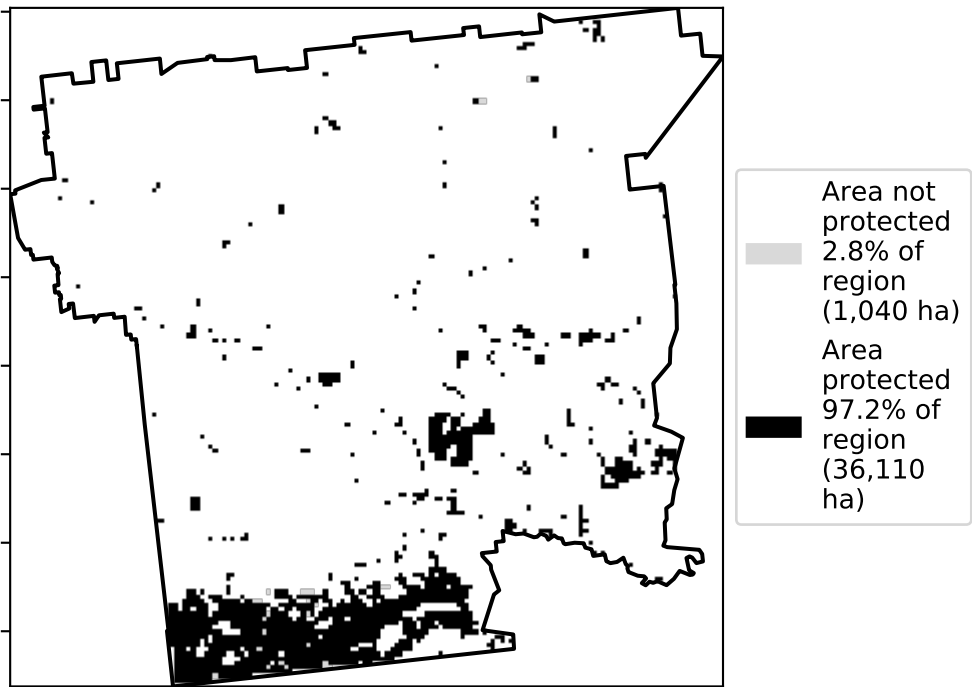 Area not
protected
2.8% of
region
(1,040 ha)
Area
protected
97.2% of
region
(36,110
ha)